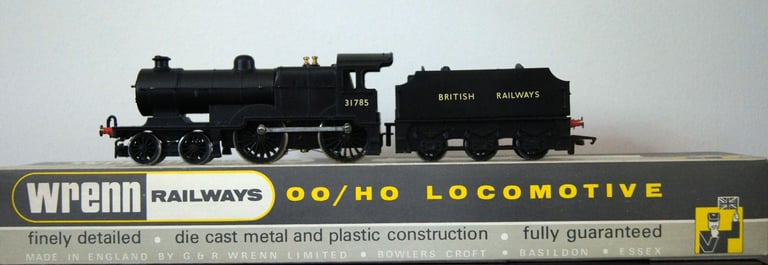 31785
BRITISH RAILWAYS
wrenn RAILWAYS OO/HO LOCOMOTIVE
finely detailed • die cast metal and plastic construction • fully guaranteed
MADE IN ENGLAND BY G & R WRENN LIMITED • BOWLERS CROFT • BASILDON • ESSEX